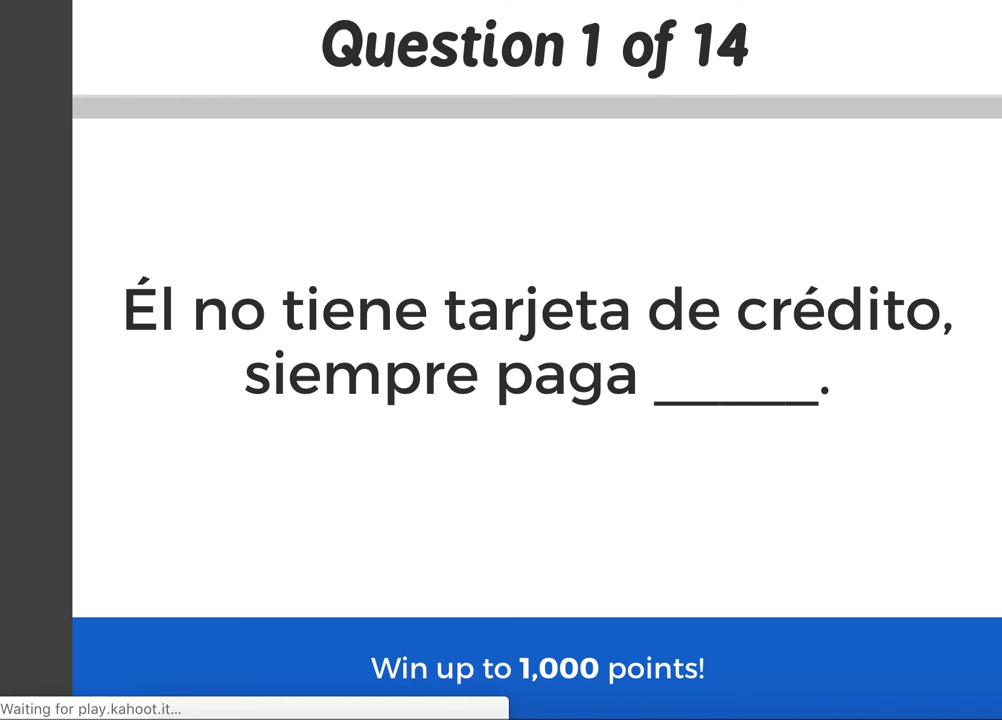 Question 1 of 14
Él no tiene tarjeta de crédito,
siempre paga _____.
Win up to 1,000 points!
Waiting for play.kahoot.it...